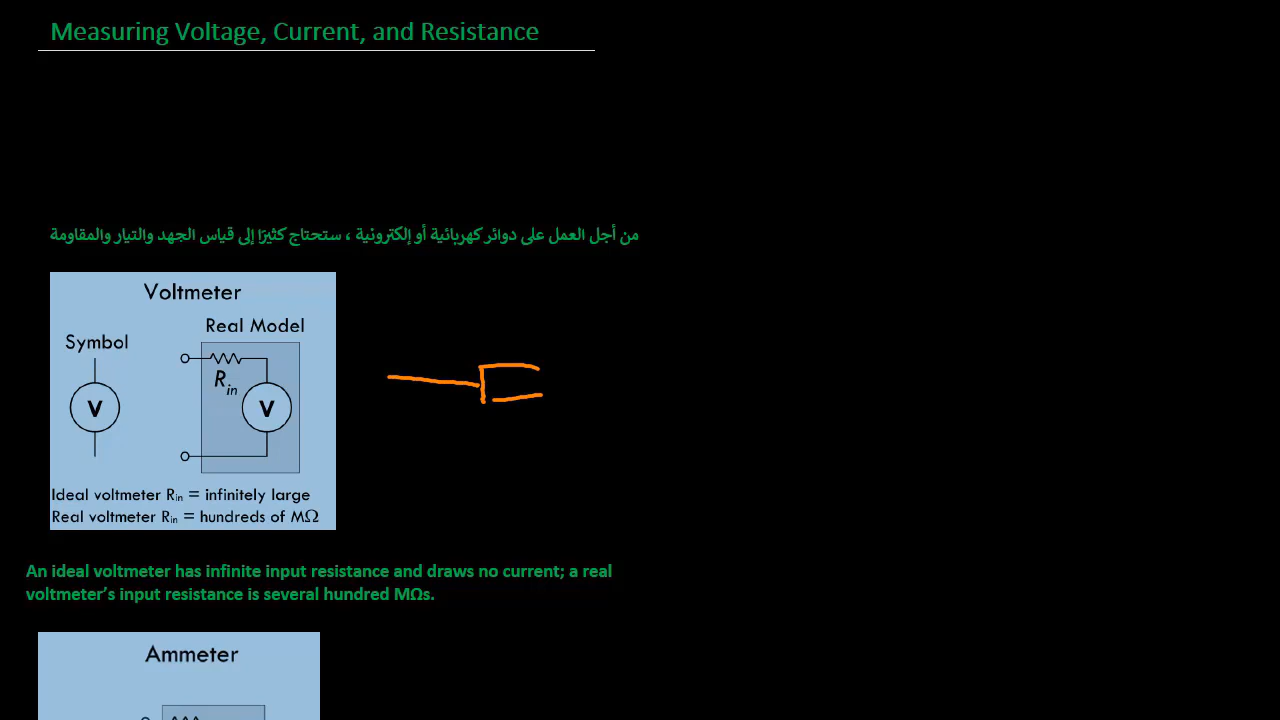 Measuring Voltage, Current, and Resistance
من أجل العمل على دوائر كهربائية أو إلكترونية ، ستحتاج كثيرًا إلى قياس الجهد والتيار والمقاومة
Voltmeter
Real Model
Symbol
Rin
V
V
Ideal voltmeter Rin = infinitely large
Real voltmeter Rin = hundreds of MΩ
An ideal voltmeter has infinite input resistance and draws no current; a real
voltmeter’s input resistance is several hundred MΩs.
Ammeter